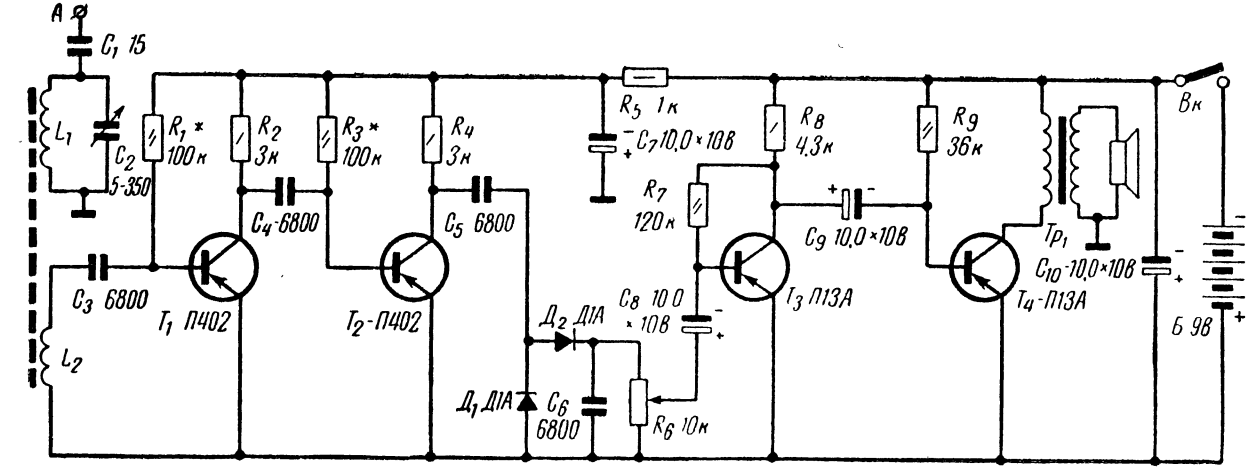 А
C1 15
L1
C2
5-350
R1*
100к
R2
3к
R3*
100к
R4
3к
R5 1к
C7 10,0×10В
R8
4,3к
R9
36к
Вк
C4-6800
C5 6800
R7
120к
C9 10,0×10В
Тр1
C10-10,0×10В
C3 6800
T1 П402
T2-П402
C8 10,0
×10В
T3 П13А
T4-П13А
Б 9В
L2
Д2 Д1А
Д1 Д1А
C6
6800
R6 10к